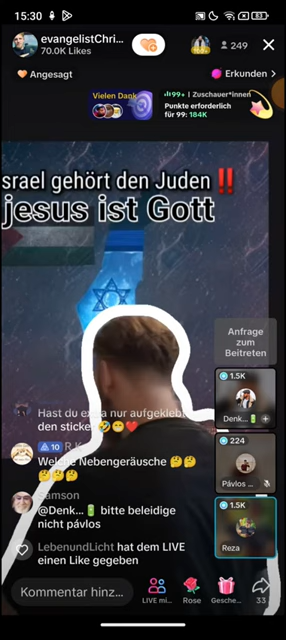 15:30
83
evangelistChri...
70.0K Likes
249
Angesagt
Erkunden
Vielen Dank
99+ | Zuschauer*innen
Punkte erforderlich
für 99: 184K
srael gehört den Juden ‼️
jesus ist Gott
Anfrage
zum
Beitreten
1.5K
Denk...🔋
Hast du extra nur aufgeklebt
den sticker🤣😁❤️
224
Pávlos ...
10 R K
Welche Nebengeräusche 🤔🤔
🤔🤔🤔
1.5K
Reza
Samson
@Denk...🔋 bitte beleidige
nicht pávlos
LebenundLicht hat dem LIVE
einen Like gegeben
Kommentar hinz...
LIVE mi...
Rose
Gesche...
33